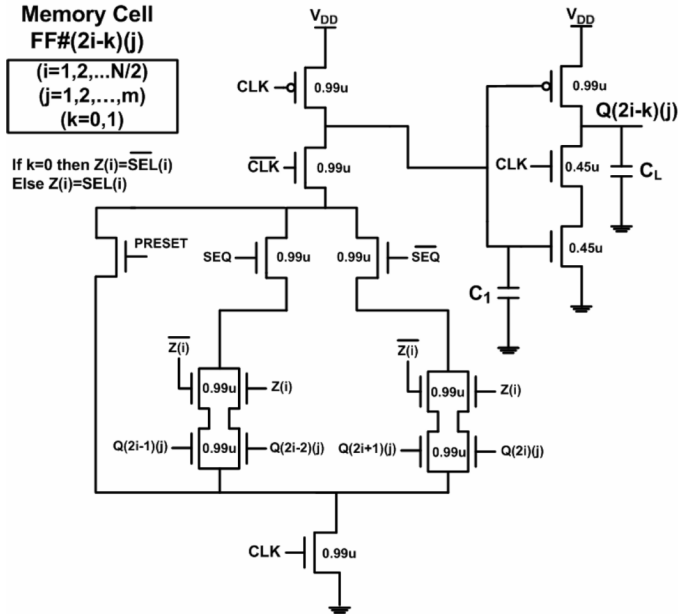 Memory Cell
FF#(2i-k)(j)
(i=1,2,...N/2)
(j=1,2,...,m)
(k=0,1)
If k=0 then Z(i)=S̅E̅L̅(i)
Else Z(i)=SEL(i)
VDD
VDD
CLK
0.99u
0.99u
Q(2i-k)(j)
C̅L̅K̅
0.99u
CLK
0.45u
CL
PRESET
SEQ
0.99u
0.99u
S̅E̅Q̅
0.45u
C1
Z̅(̅i̅)̅
Z̅(̅i̅)̅
0.99u
Z(i)
0.99u
Z(i)
Q(2i-1)(j)
0.99u
Q(2i-2)(j)
Q(2i+1)(j)
0.99u
Q(2i)(j)
CLK
0.99u